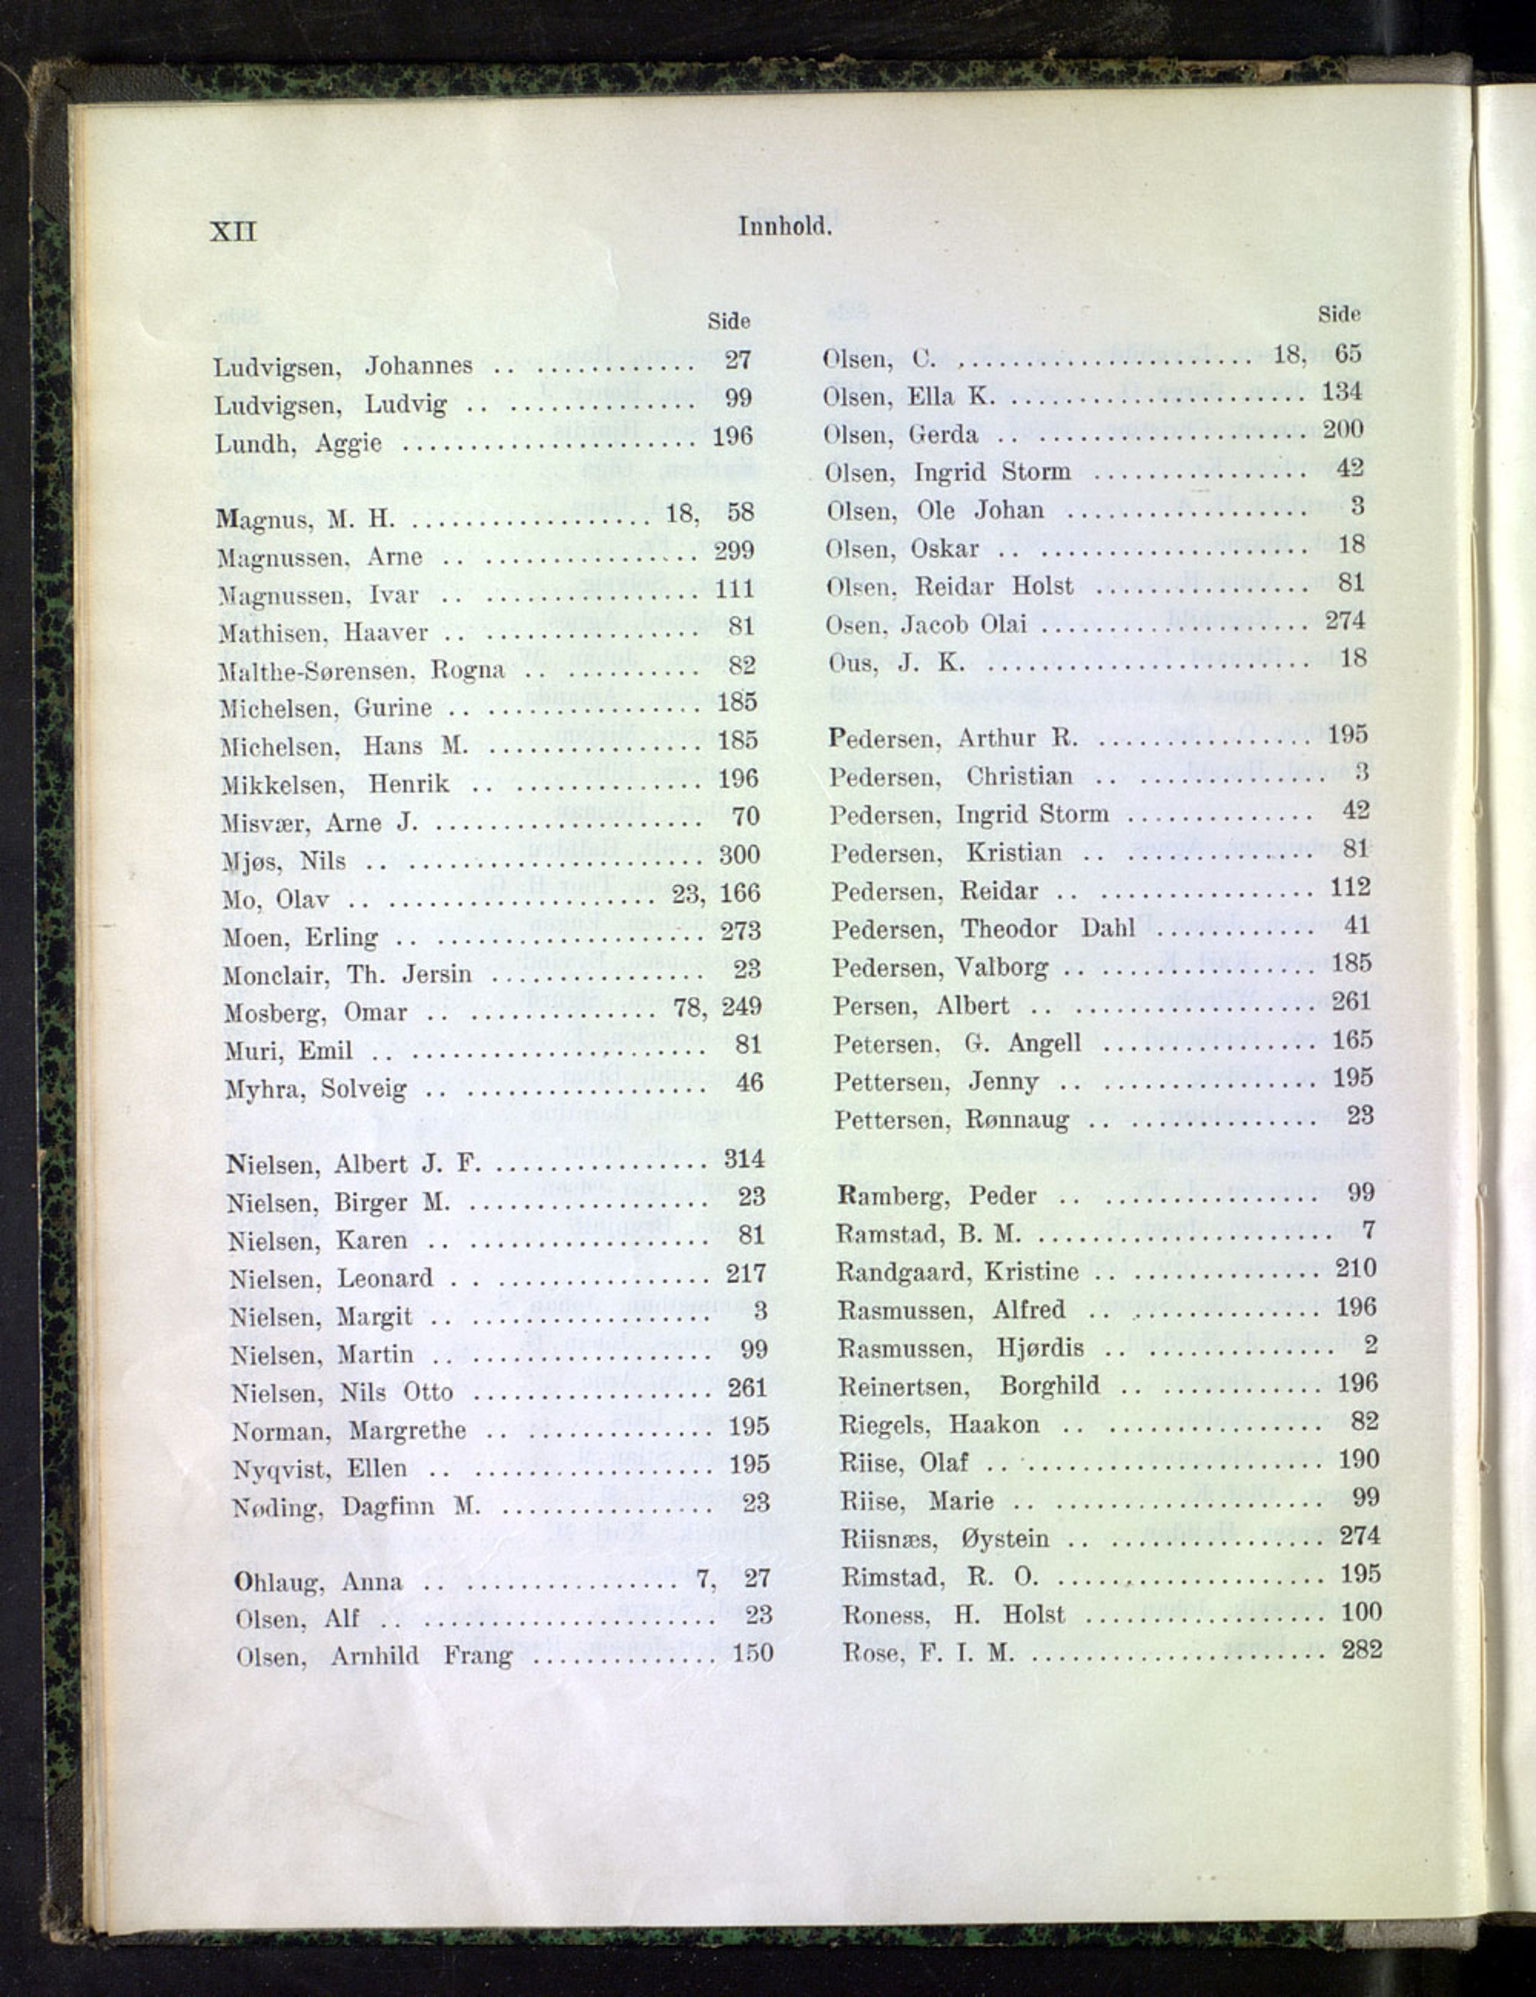 XII Innhold.
Side
Ludvigsen, Johannes .. ............ 27
Ludvigsen, Ludvig .. .............. 99
Lundh, Aggie ...................... 196
Magnus, M. H. .................. 18, 58
Magnussen, Arne .. ................ 299
Magnussen, Ivar .. ................ 111
Mathisen, Haaver .. ................ 81
Malthe-Sørensen, Rogna .. ........... 82
Michelsen, Gurine .. ................ 185
Michelsen, Hans M. ................ 185
Mikkelsen, Henrik .. .............. 196
Misvær, Arne J. .................... 70
Mjøs, Nils .. ...................... 300
Mo, Olav .. .................... 23, 166
Moen, Erling .. .................... 273
Monclair, Th. Jersin ................ 23
Mosberg, Omar .. .............. 78, 249
Muri, Emil .. ...................... 81
Myhra, Solveig .. .................. 46
Nielsen, Albert J. F. ................ 314
Nielsen, Birger M. .................. 23
Nielsen, Karen .. .................. 81
Nielsen, Leonard .. ................ 217
Nielsen, Margit .. .................. 3
Nielsen, Martin .. .................. 99
Nielsen, Nils Otto .................. 261
Norman, Margrethe .. .............. 195
Nyqvist, Ellen .. .................. 195
Nøding, Dagfinn M. ................ 23
Ohlaug, Anna .. ................ 7, 27
Olsen, Alf .. ...................... 23
Olsen, Arnhild Frang .............. 150
Side
Olsen, C. ...................... 18, 65
Olsen, Ella K. ...................... 134
Olsen, Gerda .. .................... 200
Olsen, Ingrid Storm ................ 42
Olsen, Ole Johan .................. 3
Olsen, Oskar .. .................... 18
Olsen, Reidar Holst ................ 81
Osen, Jacob Olai .................... 274
Ous, J. K. ........................ 18
Pedersen, Arthur R. ................ 195
Pedersen, Christian .. .............. 3
Pedersen, Ingrid Storm .............. 42
Pedersen, Kristian .. .............. 81
Pedersen, Reidar .. ................ 112
Pedersen, Theodor Dahl ............ 41
Pedersen, Valborg .. ................ 185
Persen, Albert .. .................. 261
Petersen, G. Angell ................ 165
Pettersen, Jenny .. ................ 195
Pettersen, Rønnaug .. .............. 23
Ramberg, Peder .. ................ 99
Ramstad, B. M. ...................... 7
Randgaard, Kristine .. .............. 210
Rasmussen, Alfred .. .............. 196
Rasmussen, Hjørdis .. .............. 2
Reinertsen, Borghild .. ............ 196
Riegels, Haakon .. ................ 82
Riise, Olaf .. ...................... 190
Riise, Marie .. .................... 99
Riisnæs, Øystein .. ................ 274
Rimstad, R. O. .................... 195
Roness, H. Holst .................. 100
Rose, F. I. M. ...................... 282